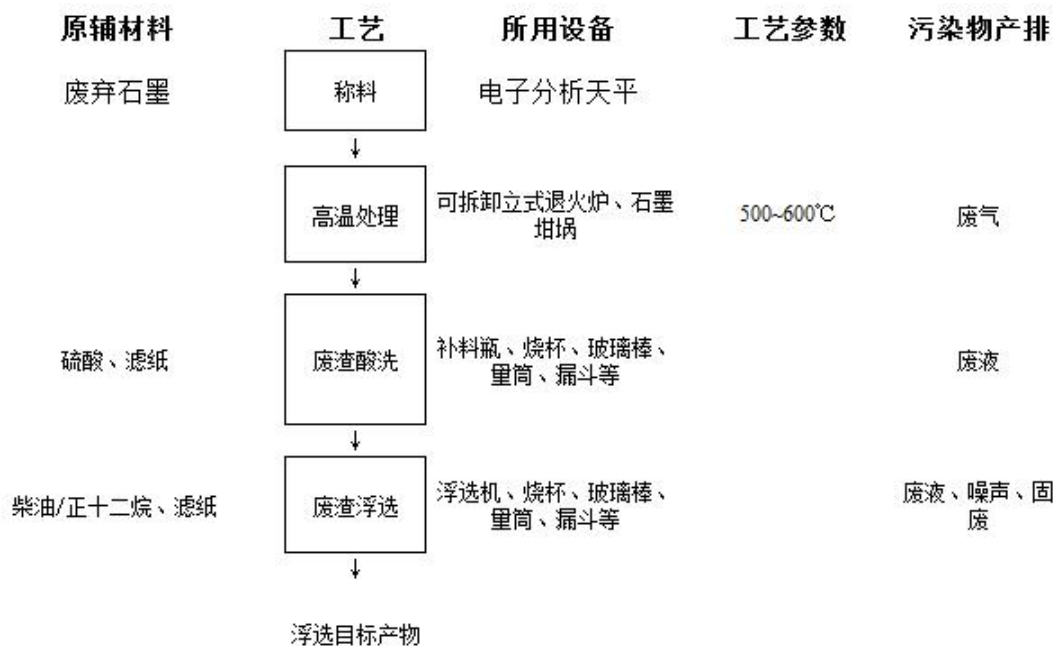 原辅材料 工艺 所用设备 工艺参数 污染物产排
废弃石墨 称料 电子分析天平
高温处理 可拆卸立式退火炉、石墨
坩埚 500~600℃ 废气
硫酸、滤纸 废渣酸洗 补料瓶、烧杯、玻璃棒、
量筒、漏斗等 废液
柴油/正十二烷、滤纸 废渣浮选 浮选机、烧杯、玻璃棒、
量筒、漏斗等 废液、噪声、固
废
浮选目标产物